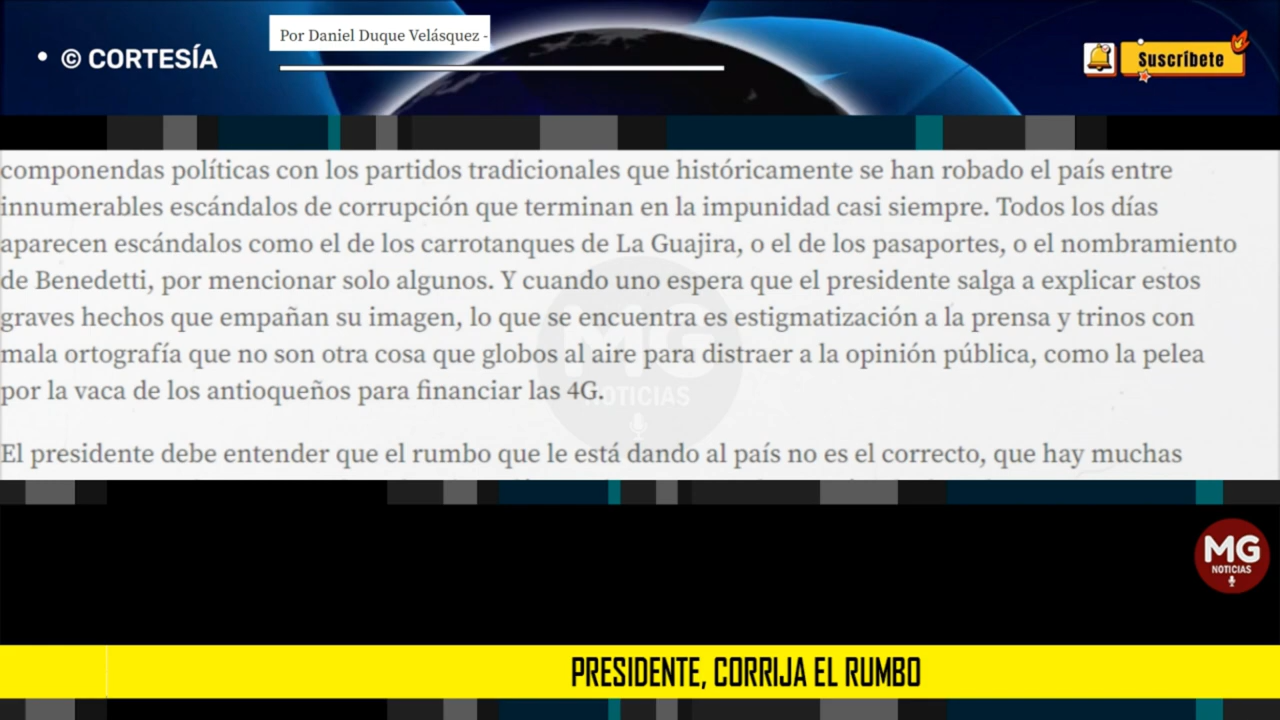 • © CORTESÍA
Por Daniel Duque Velásquez -
Suscríbete
componendas políticas con los partidos tradicionales que históricamente se han robado el país entre
innumerables escándalos de corrupción que terminan en la impunidad casi siempre. Todos los días
aparecen escándalos como el de los carrotanques de La Guajira, o el de los pasaportes, o el nombramiento
de Benedetti, por mencionar solo algunos. Y cuando uno espera que el presidente salga a explicar estos
graves hechos que empañan su imagen, lo que se encuentra es estigmatización a la prensa y trinos con
mala ortografía que no son otra cosa que globos al aire para distraer a la opinión pública, como la pelea
por la vaca de los antioqueños para financiar las 4G.
MG
NOTICIAS
El presidente debe entender que el rumbo que le está dando al país no es el correcto, que hay muchas
MG
NOTICIAS
PRESIDENTE, CORRIJA EL RUMBO